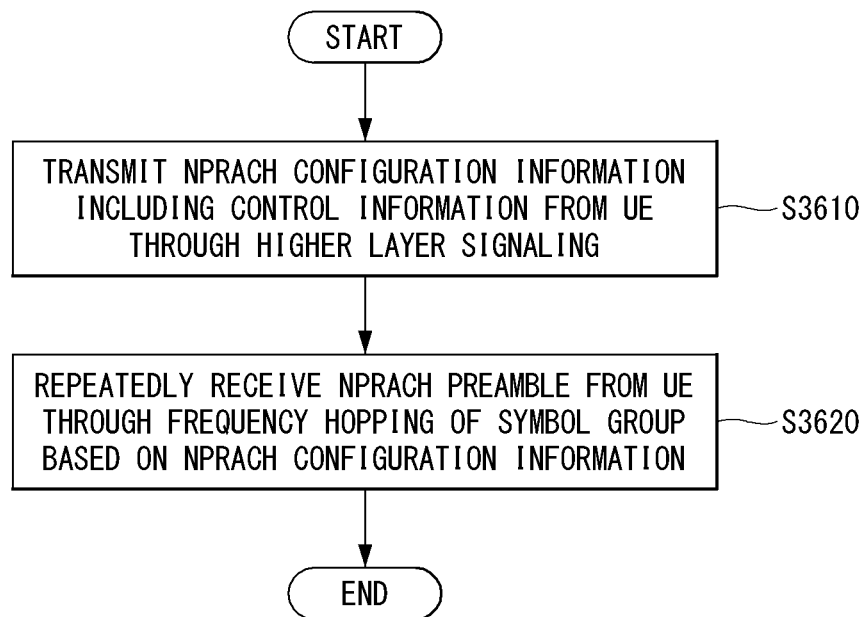 START
TRANSMIT NPRACH CONFIGURATION INFORMATION
INCLUDING CONTROL INFORMATION FROM UE
THROUGH HIGHER LAYER SIGNALING
S3610
REPEATEDLY RECEIVE NPRACH PREAMBLE FROM UE
THROUGH FREQUENCY HOPPING OF SYMBOL GROUP
BASED ON NPRACH CONFIGURATION INFORMATION
S3620
END